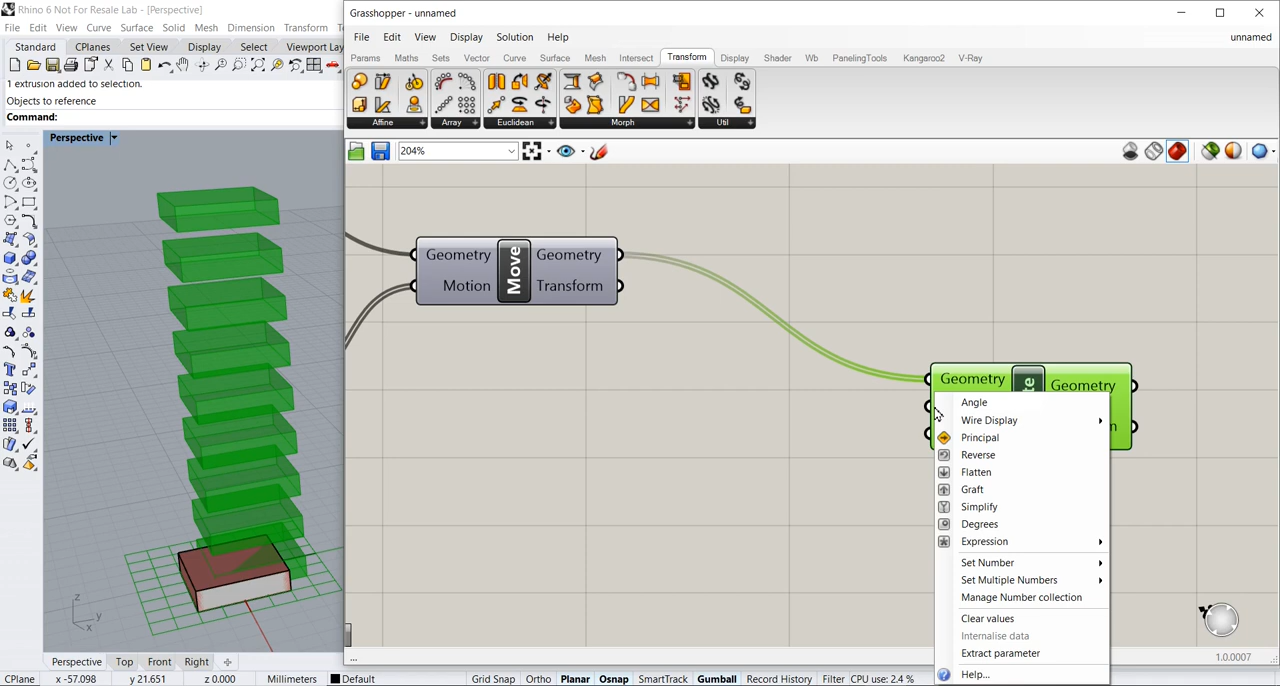 Rhino 6 Not For Resale Lab - [Perspective]
File Edit View Curve Surface Solid Mesh Dimension Transform
Standard CPlanes Set View Display Select Viewport Lay
1 extrusion added to selection.
Objects to reference
Command:
Perspective
z
y
x
Perspective Top Front Right
CPlane x -57.098 y 21.651 z 0.000 Millimeters Default Grid Snap Ortho Planar Osnap SmartTrack Gumball Record History Filter CPU use: 2.4 %
Grasshopper - unnamed
File Edit View Display Solution Help unnamed
Params Maths Sets Vector Curve Surface Mesh Intersect Transform Display Shader Wb PanelingTools Kangaroo2 V-Ray
Affine Array Euclidean Morph Util
204%
Geometry Move Geometry
Motion Transform
Geometry Geometry
Angle
Wire Display
Principal
Reverse
Flatten
Graft
Simplify
Degrees
Expression
Set Number
Set Multiple Numbers
Manage Number collection
Clear values
Internalise data
Extract parameter
Help...
...
1.0.0007